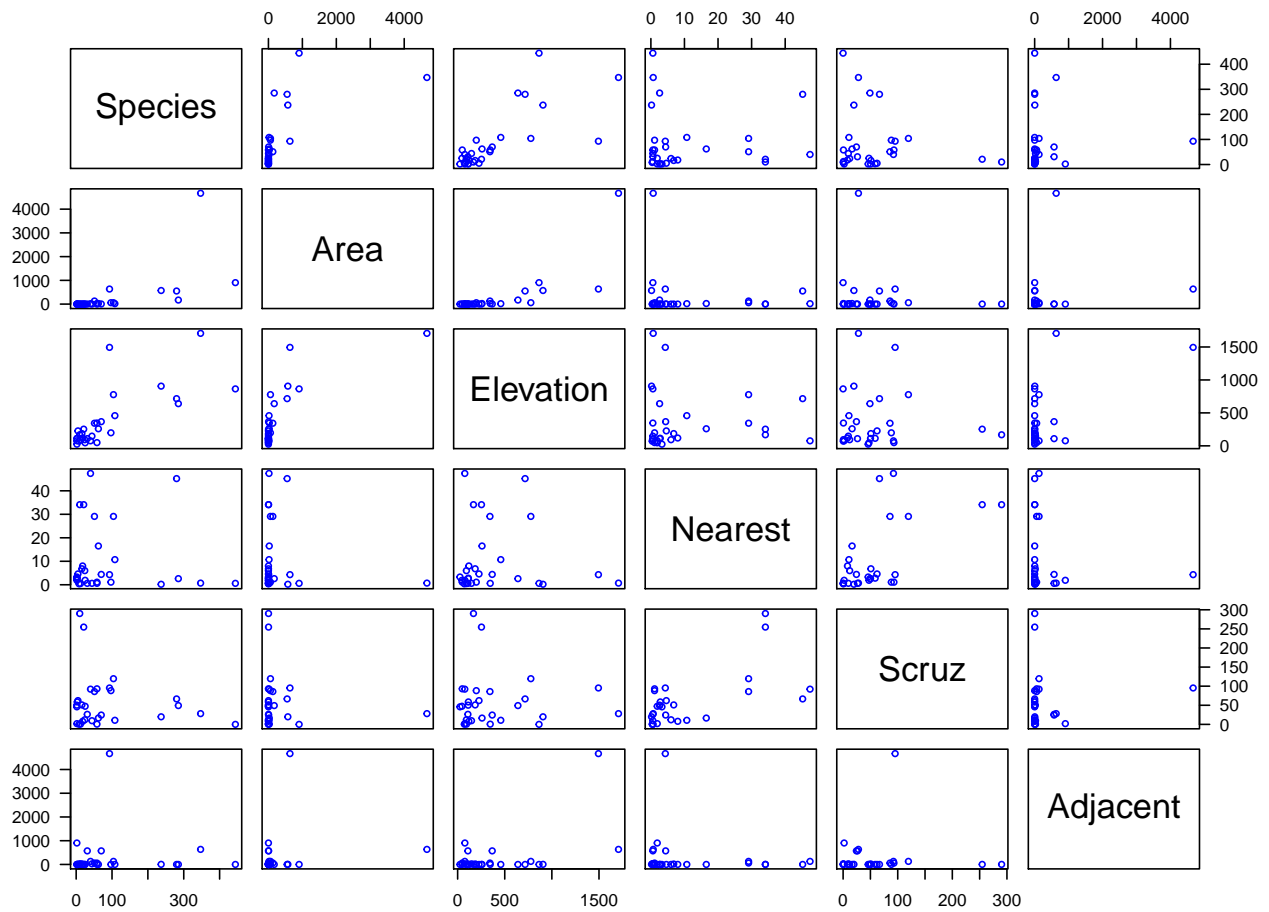 0 2000 4000 0 10 20 30 40 0 2000 4000
Species 0 100 200 300 400
0 1000 2000 3000 4000 Area
Elevation 0 500 1000 1500
0 10 20 30 40 Nearest
Scruz 0 50 100 150 200 250 300
0 1000 2000 3000 4000 Adjacent
0 100 300 0 500 1500 0 50 100 200 300